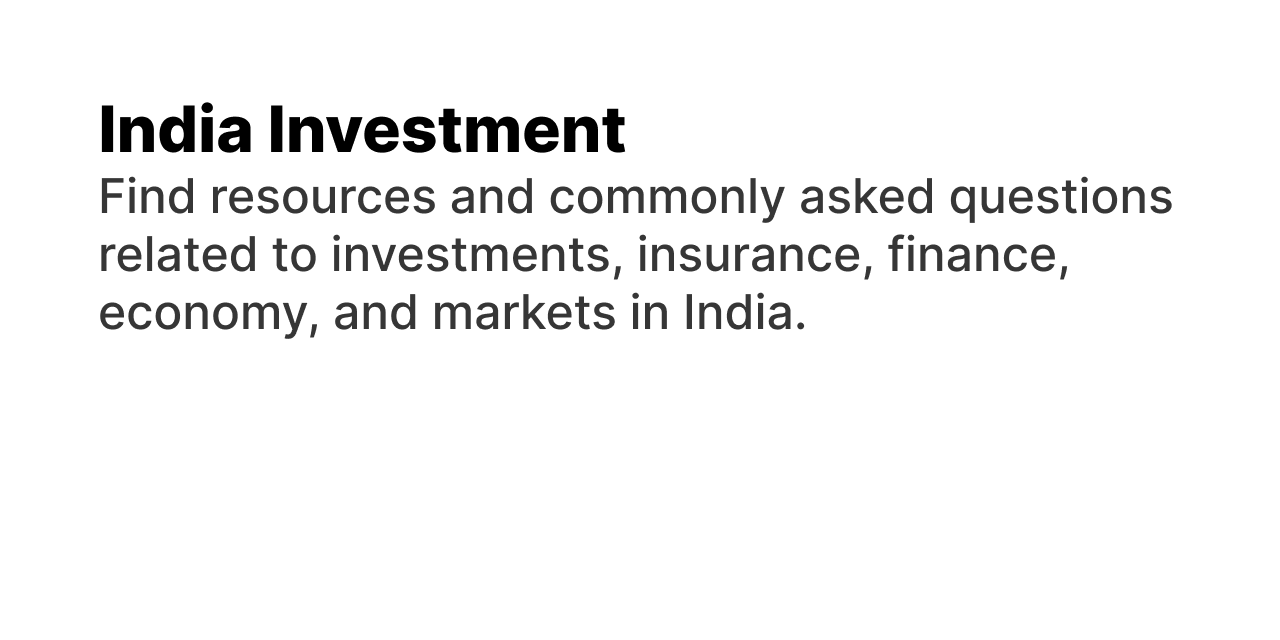 India Investment
Find resources and commonly asked questions
related to investments, insurance, finance,
economy, and markets in India.